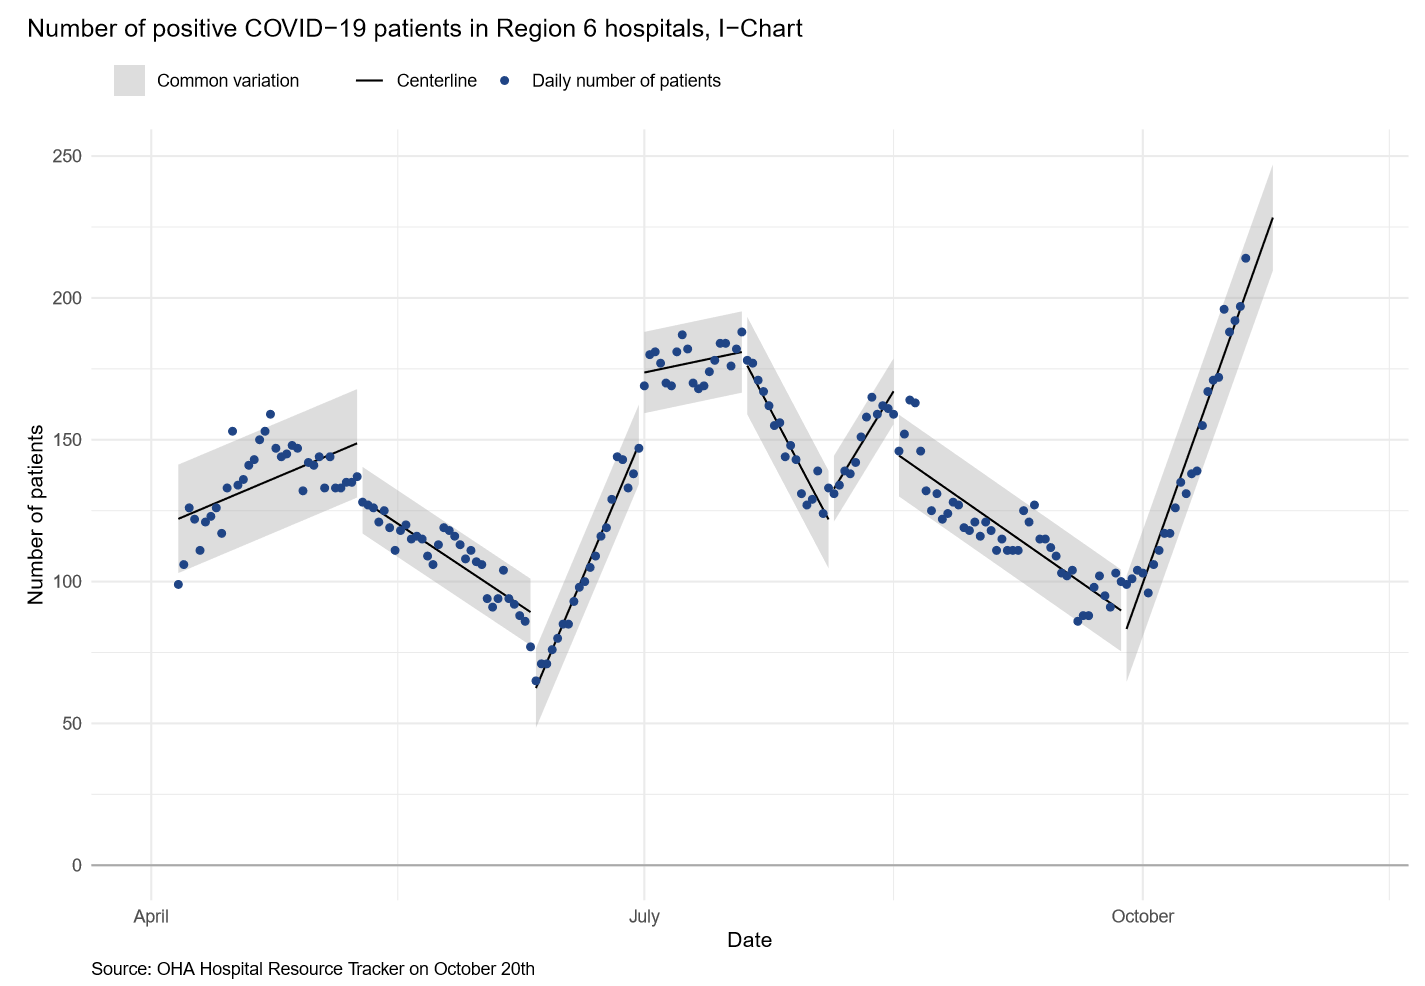 Number of positive COVID−19 patients in Region 6 hospitals, I−Chart
Common variation
Centerline
Daily number of patients
250
200
150
100
50
0
Number of patients
April
July
October
Date
Source: OHA Hospital Resource Tracker on October 20th